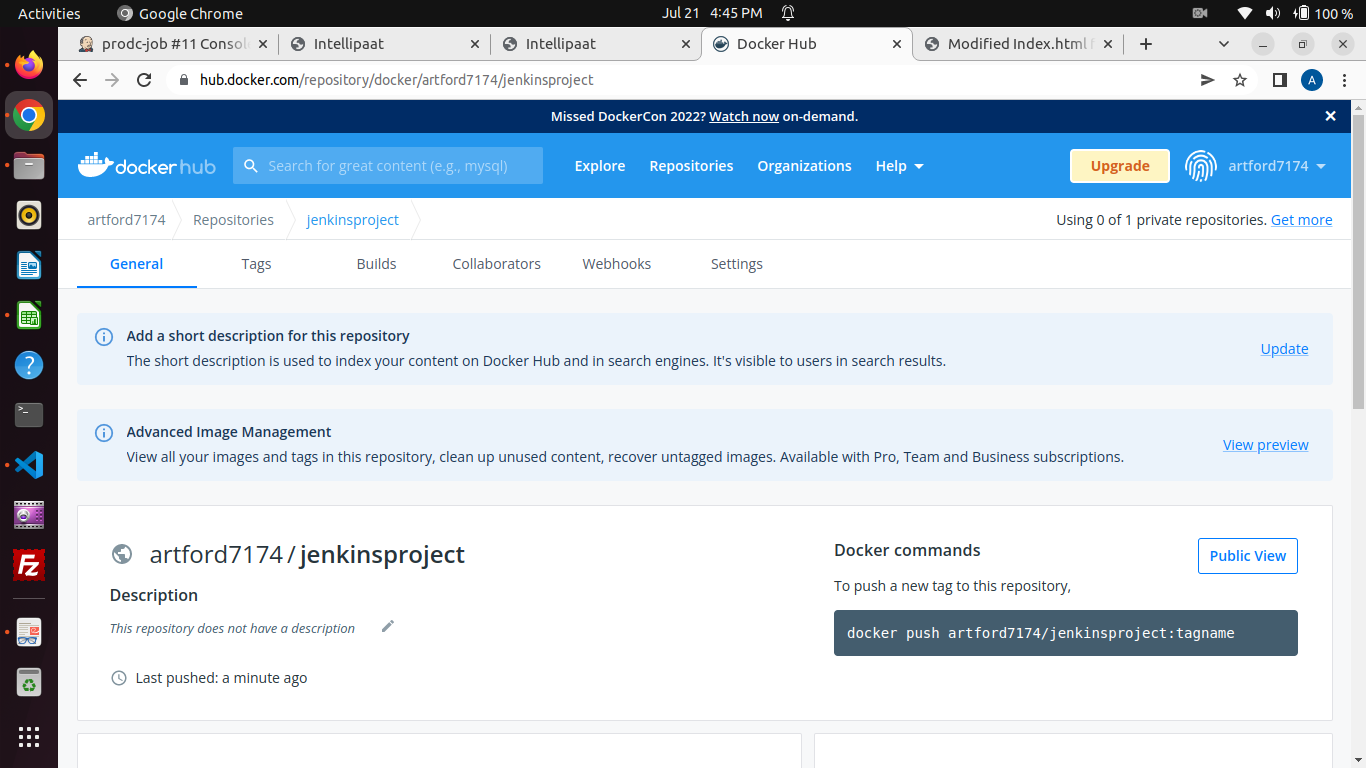 Activities Google Chrome Jul 21 4:45 PM 100 %
prodc-job #11 Consol Intellipaat Intellipaat Docker Hub Modified Index.html f
hub.docker.com/repository/docker/artford7174/jenkinsproject A
Missed DockerCon 2022? Watch now on-demand.
docker hub Search for great content (e.g., mysql) Explore Repositories Organizations Help Upgrade artford7174
artford7174 Repositories jenkinsproject Using 0 of 1 private repositories. Get more
General Tags Builds Collaborators Webhooks Settings
Add a short description for this repository
The short description is used to index your content on Docker Hub and in search engines. It's visible to users in search results.
Update
Advanced Image Management
View all your images and tags in this repository, clean up unused content, recover untagged images. Available with Pro, Team and Business subscriptions.
View preview
artford7174 / jenkinsproject
Description
This repository does not have a description
Last pushed: a minute ago
Docker commands
Public View
To push a new tag to this repository,
docker push artford7174/jenkinsproject:tagname